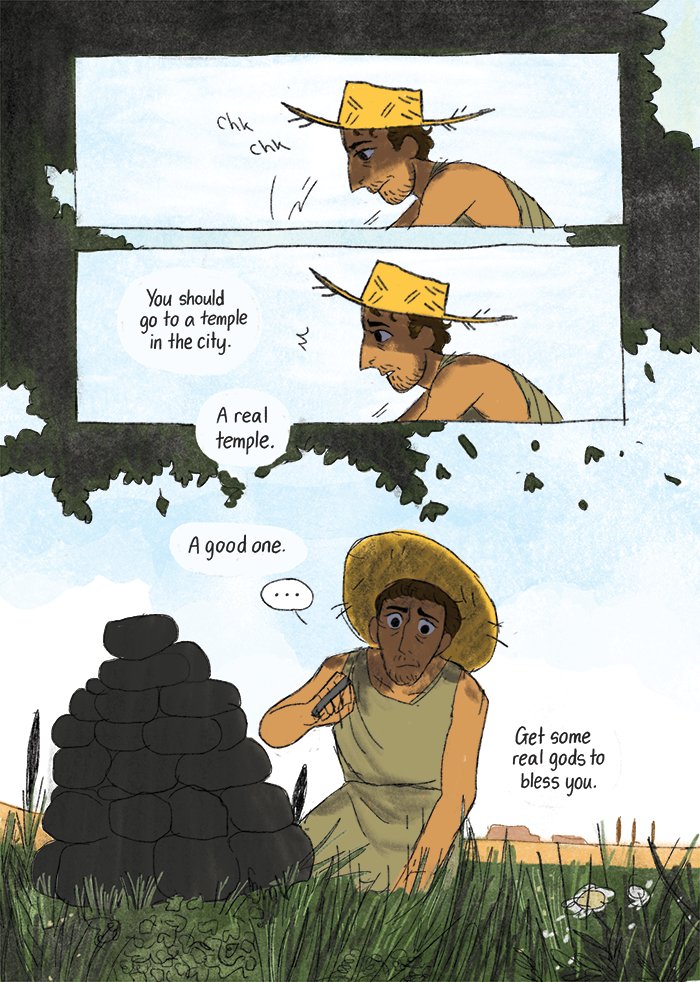 chk
chk
You should
go to a temple
in the city.
A real
temple.
A good one.
...
Get some
real gods to
bless you.